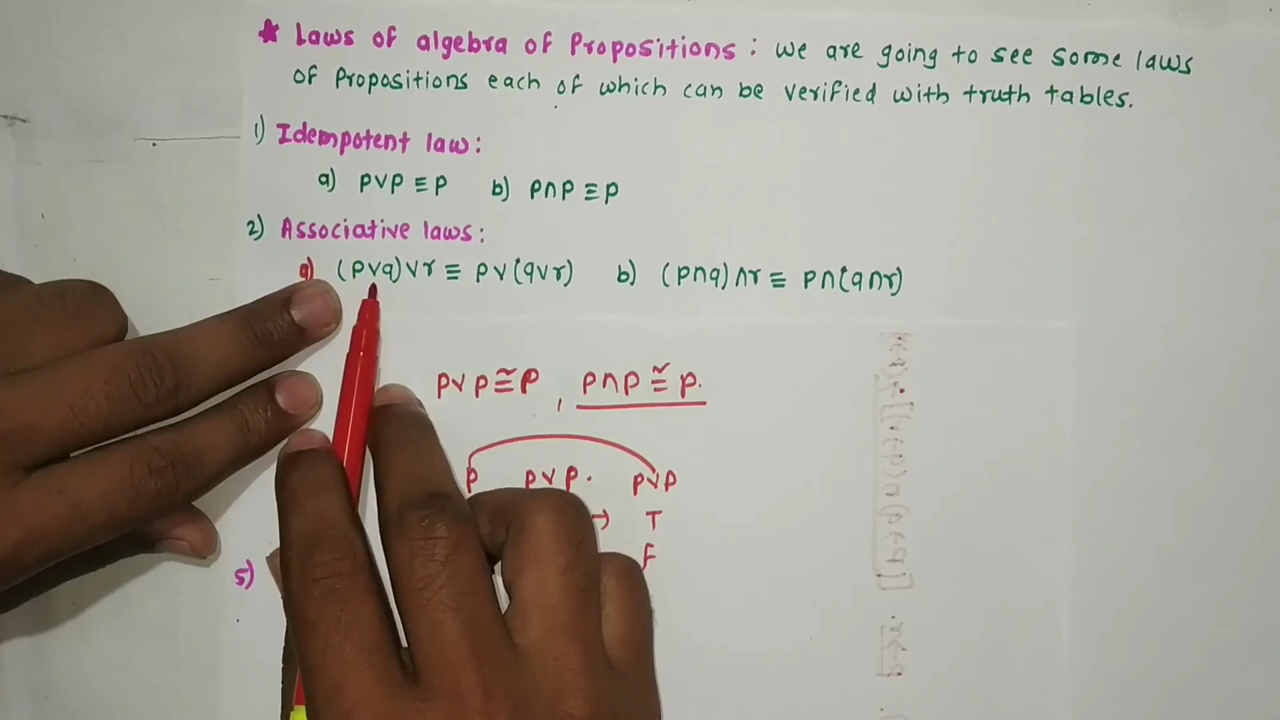 * Laws of algebra of Propositions : we are going to see some laws
of Propositions each of which can be verified with truth tables.
1) Idempotent law:
a) p∨p ≡ p b) p∩p ≡ p
2) Associative laws:
a) (p∨q)∨r ≡ p∨(q∨r) b) (p∩q)∩r ≡ p∩(q∩r)
p∨p ≅ p , p∩p ≅ p.
p p∨p. p∨p
→ T
F
5)